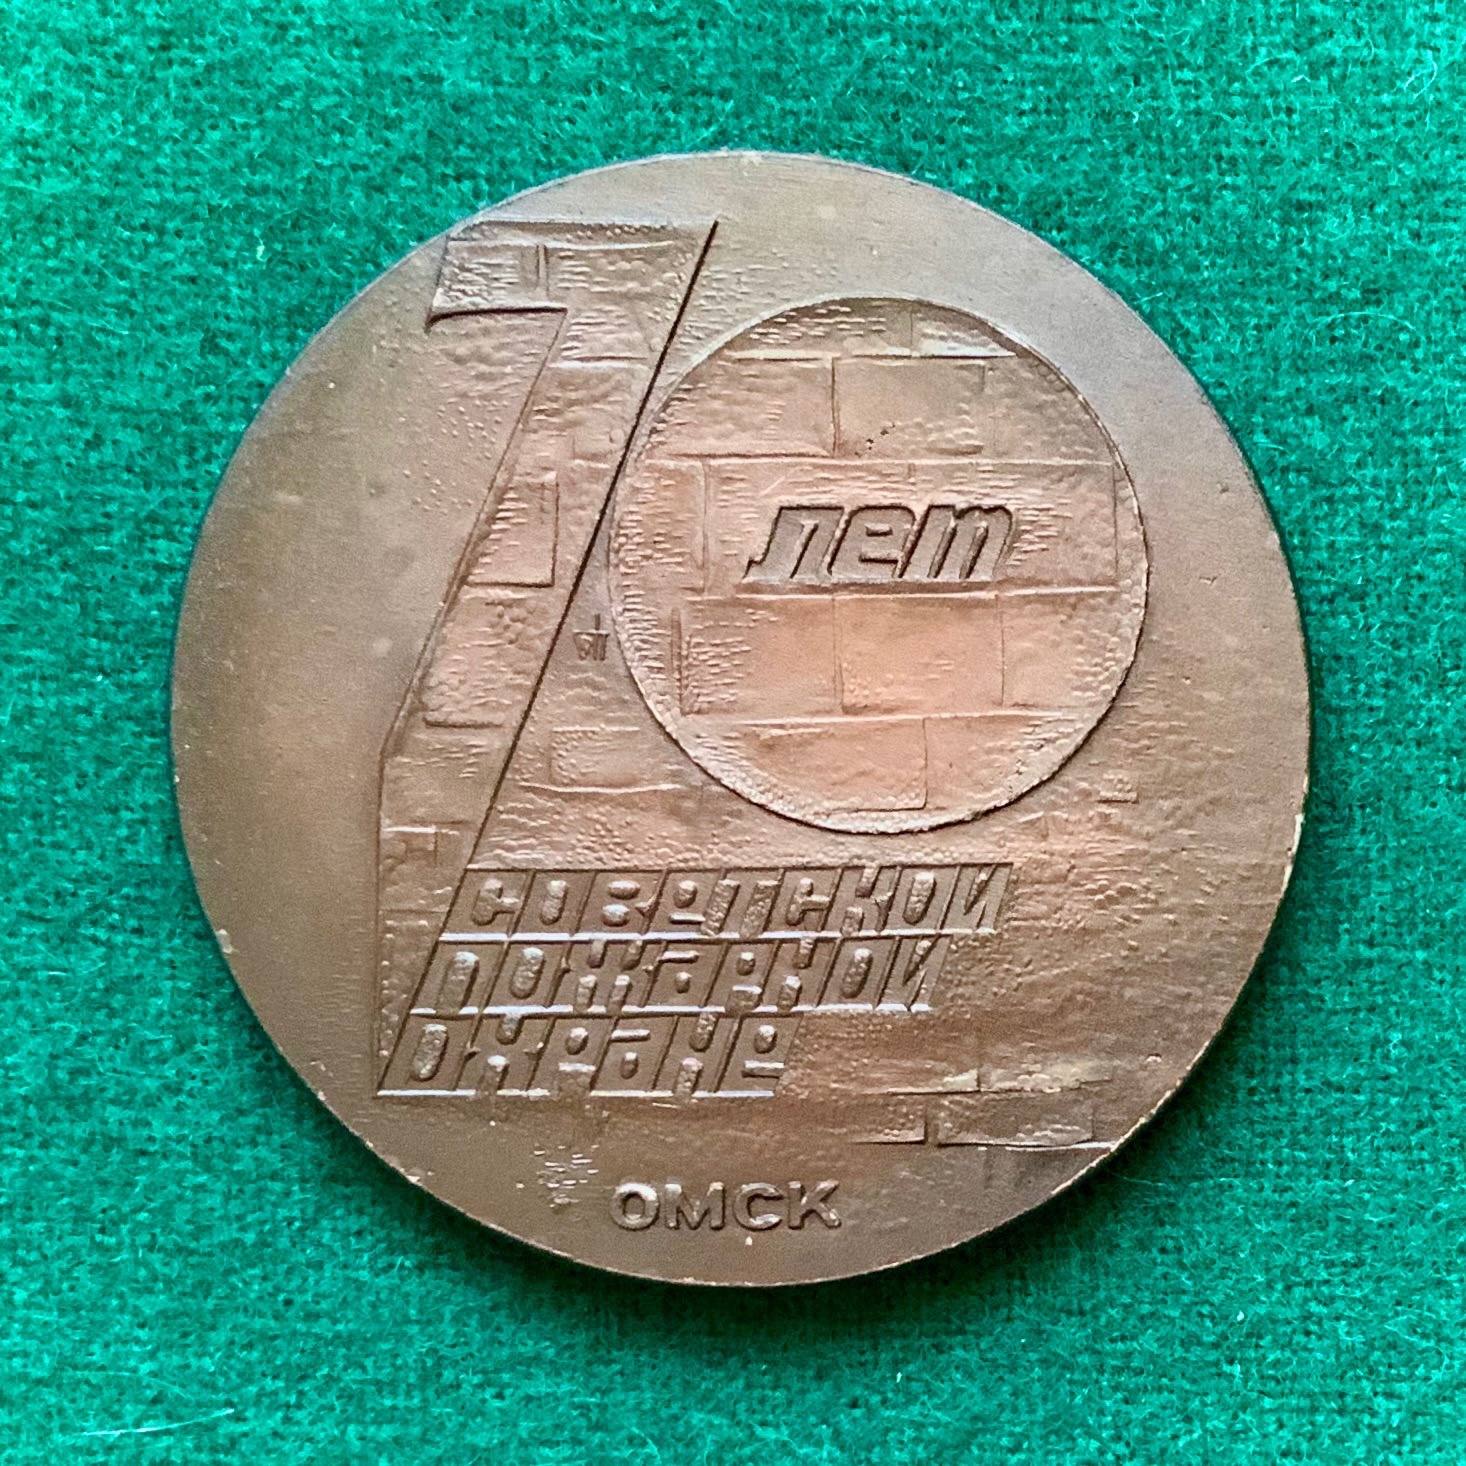 70
лет
советской
пожарной
охране
ОМСК